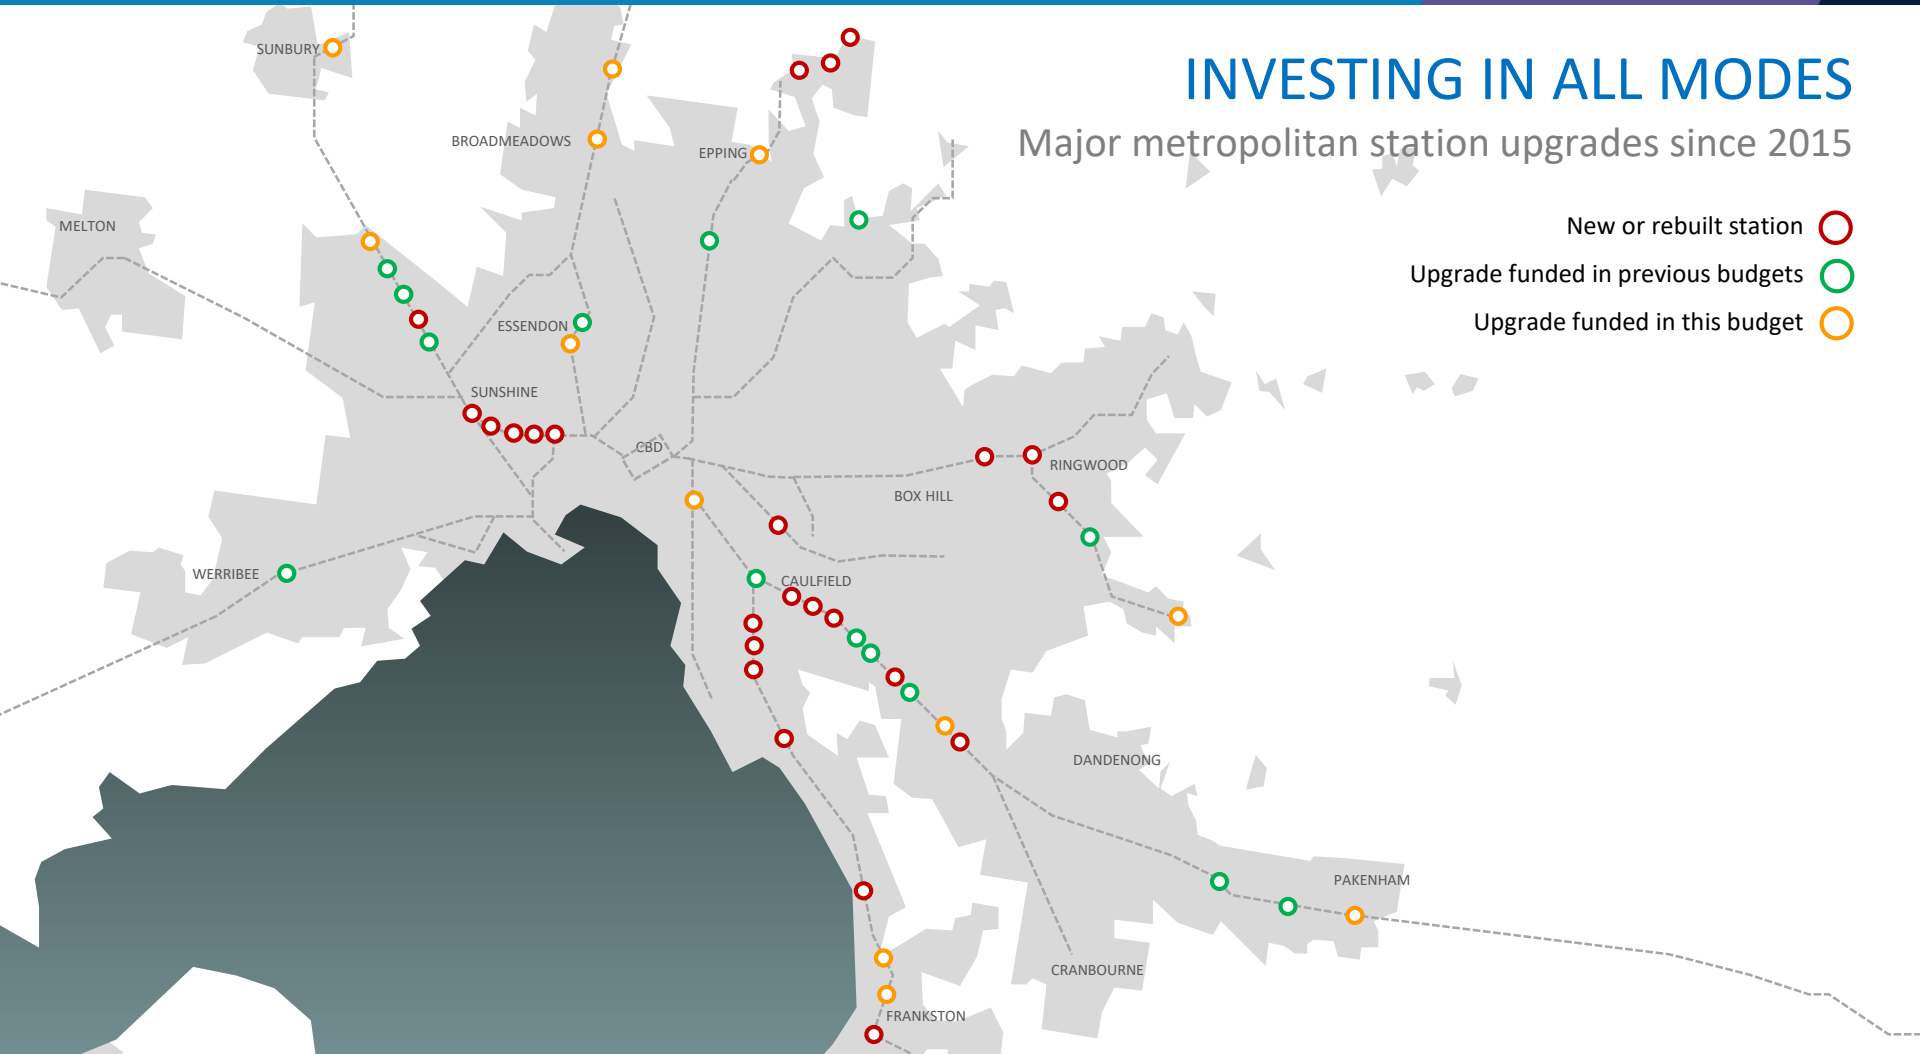 INVESTING IN ALL MODES
Major metropolitan station upgrades since 2015
New or rebuilt station
Upgrade funded in previous budgets
Upgrade funded in this budget
SUNBURY
BROADMEADOWS
EPPING
MELTON
ESSENDON
SUNSHINE
CBD
RINGWOOD
BOX HILL
WERRIBEE
CAULFIELD
DANDENONG
PAKENHAM
CRANBOURNE
FRANKSTON